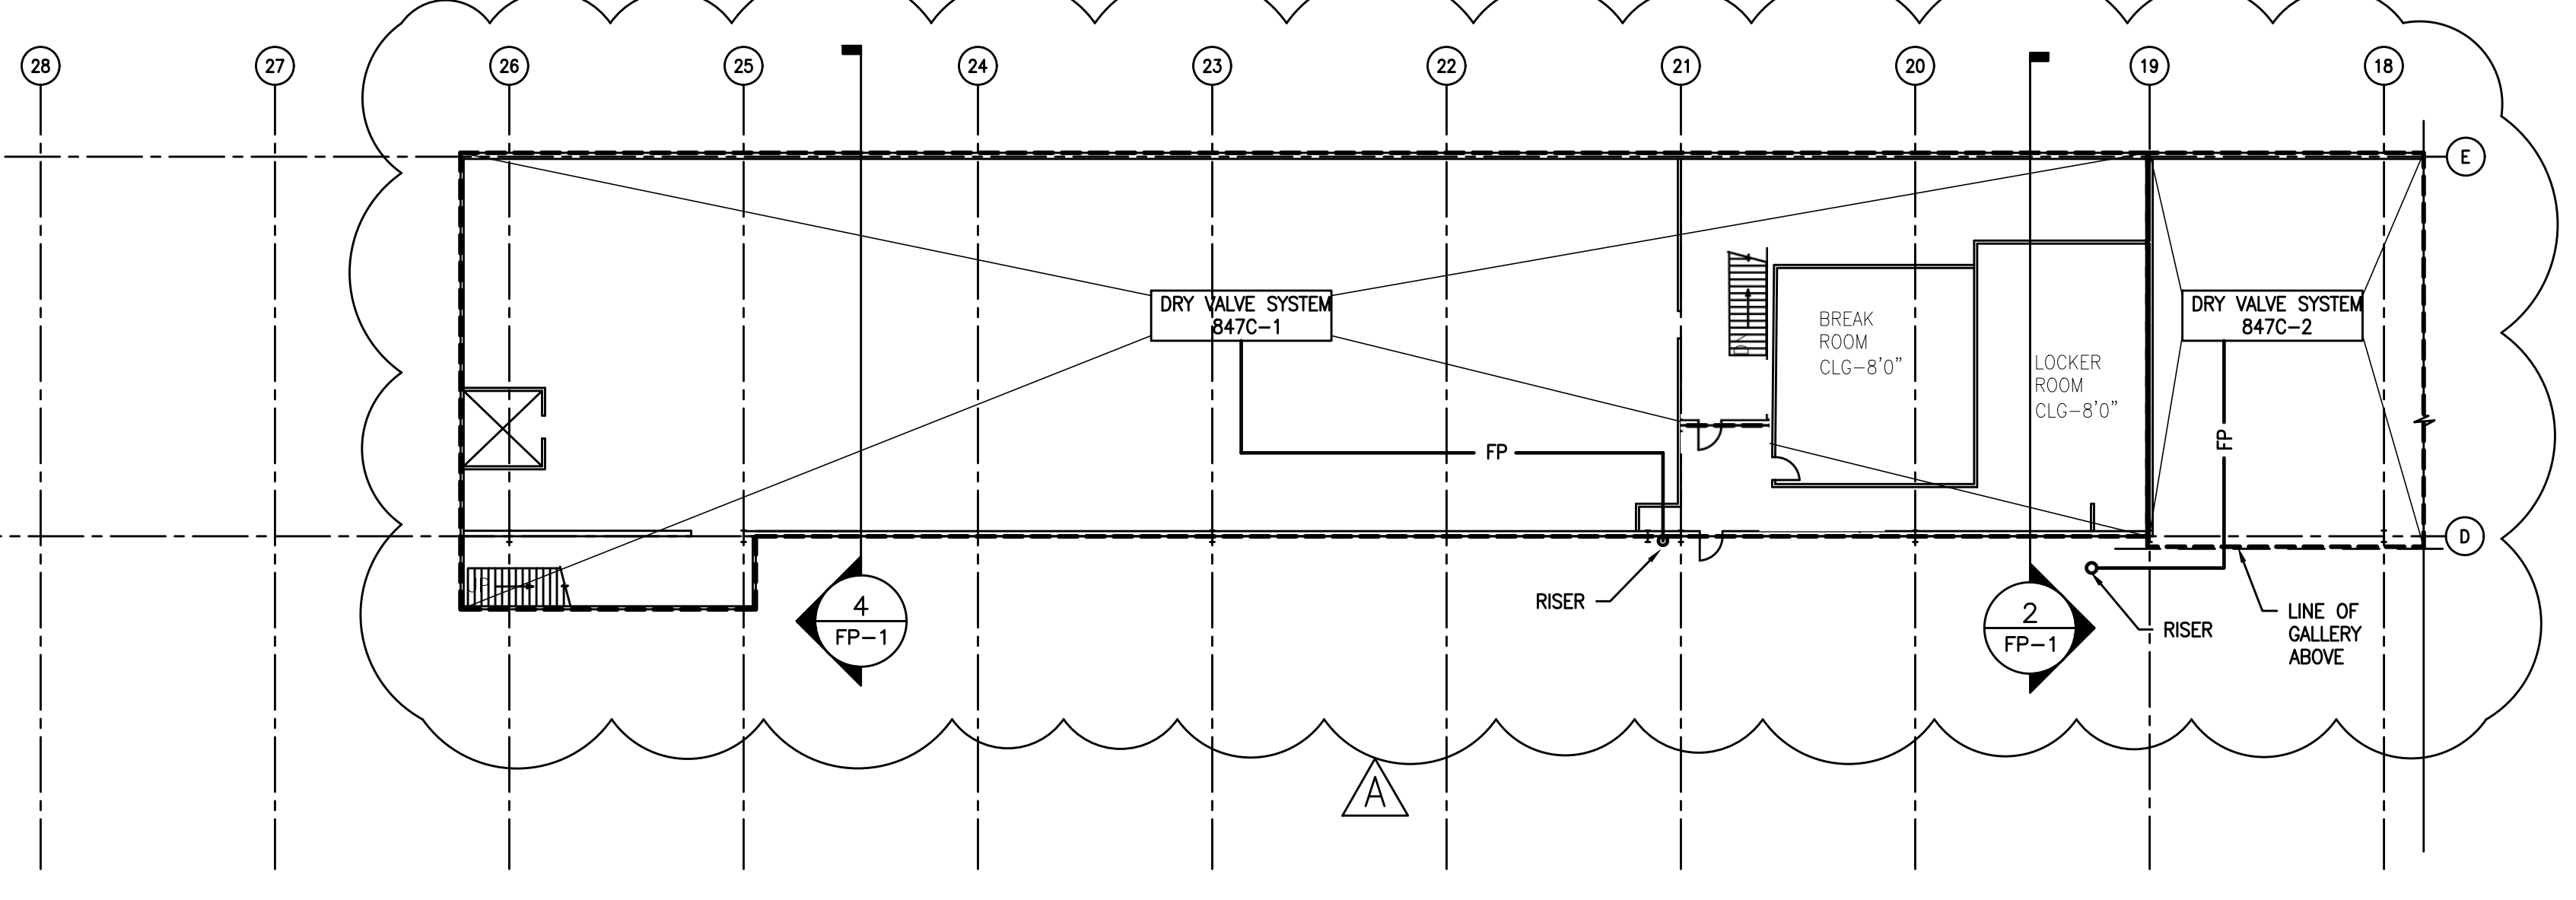 28
27
26
25
24
23
22
21
20
19
18
E
DRY VALVE SYSTEM
847C-1
DRY VALVE SYSTEM
847C-2
BREAK
ROOM
CLG-8'0"
LOCKER
ROOM
CLG-8'0"
FP
FP
D
UP
RISER
4
FP-1
2
FP-1
RISER
LINE OF
GALLERY
ABOVE
A